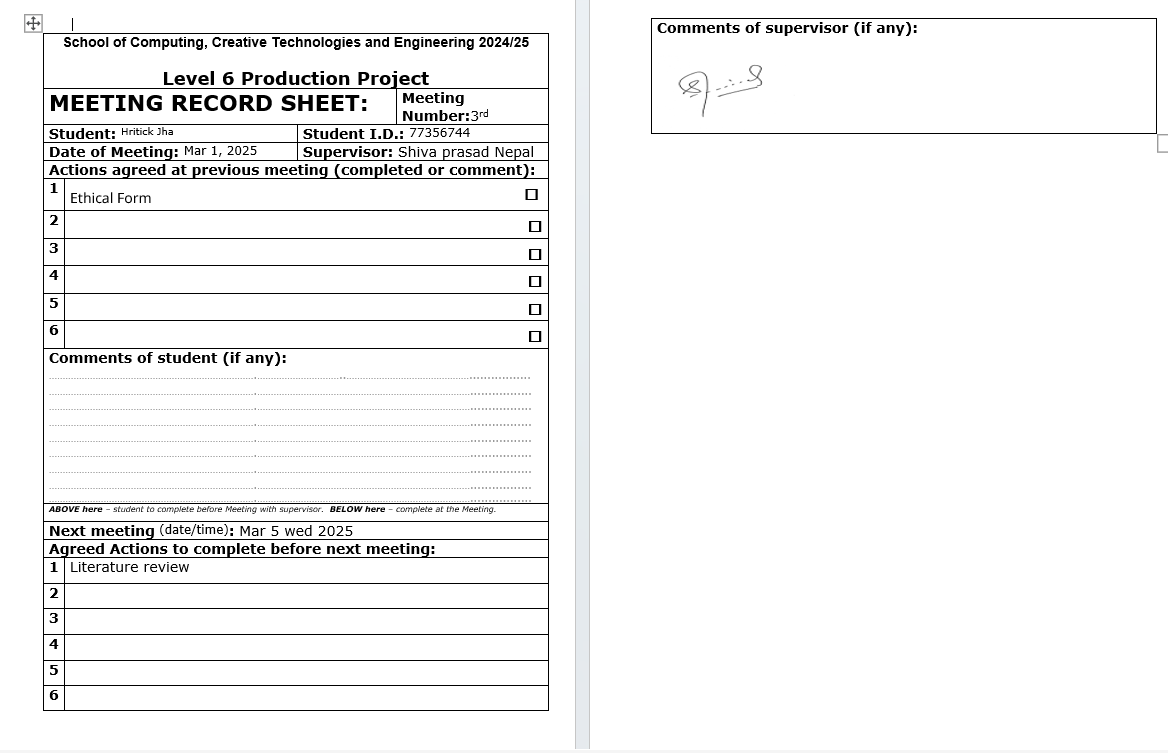 School of Computing, Creative Technologies and Engineering 2024/25
Level 6 Production Project
MEETING RECORD SHEET:
Meeting
Number:3rd
Student: Hritick Jha
Student I.D.: 77356744
Date of Meeting: Mar 1, 2025
Supervisor: Shiva prasad Nepal
Actions agreed at previous meeting (completed or comment):
1 Ethical Form
2
3
4
5
6
Comments of student (if any):
ABOVE here – student to complete before Meeting with supervisor. BELOW here – complete at the Meeting.
Next meeting (date/time): Mar 5 wed 2025
Agreed Actions to complete before next meeting:
1 Literature review
2
3
4
5
6
Comments of supervisor (if any):